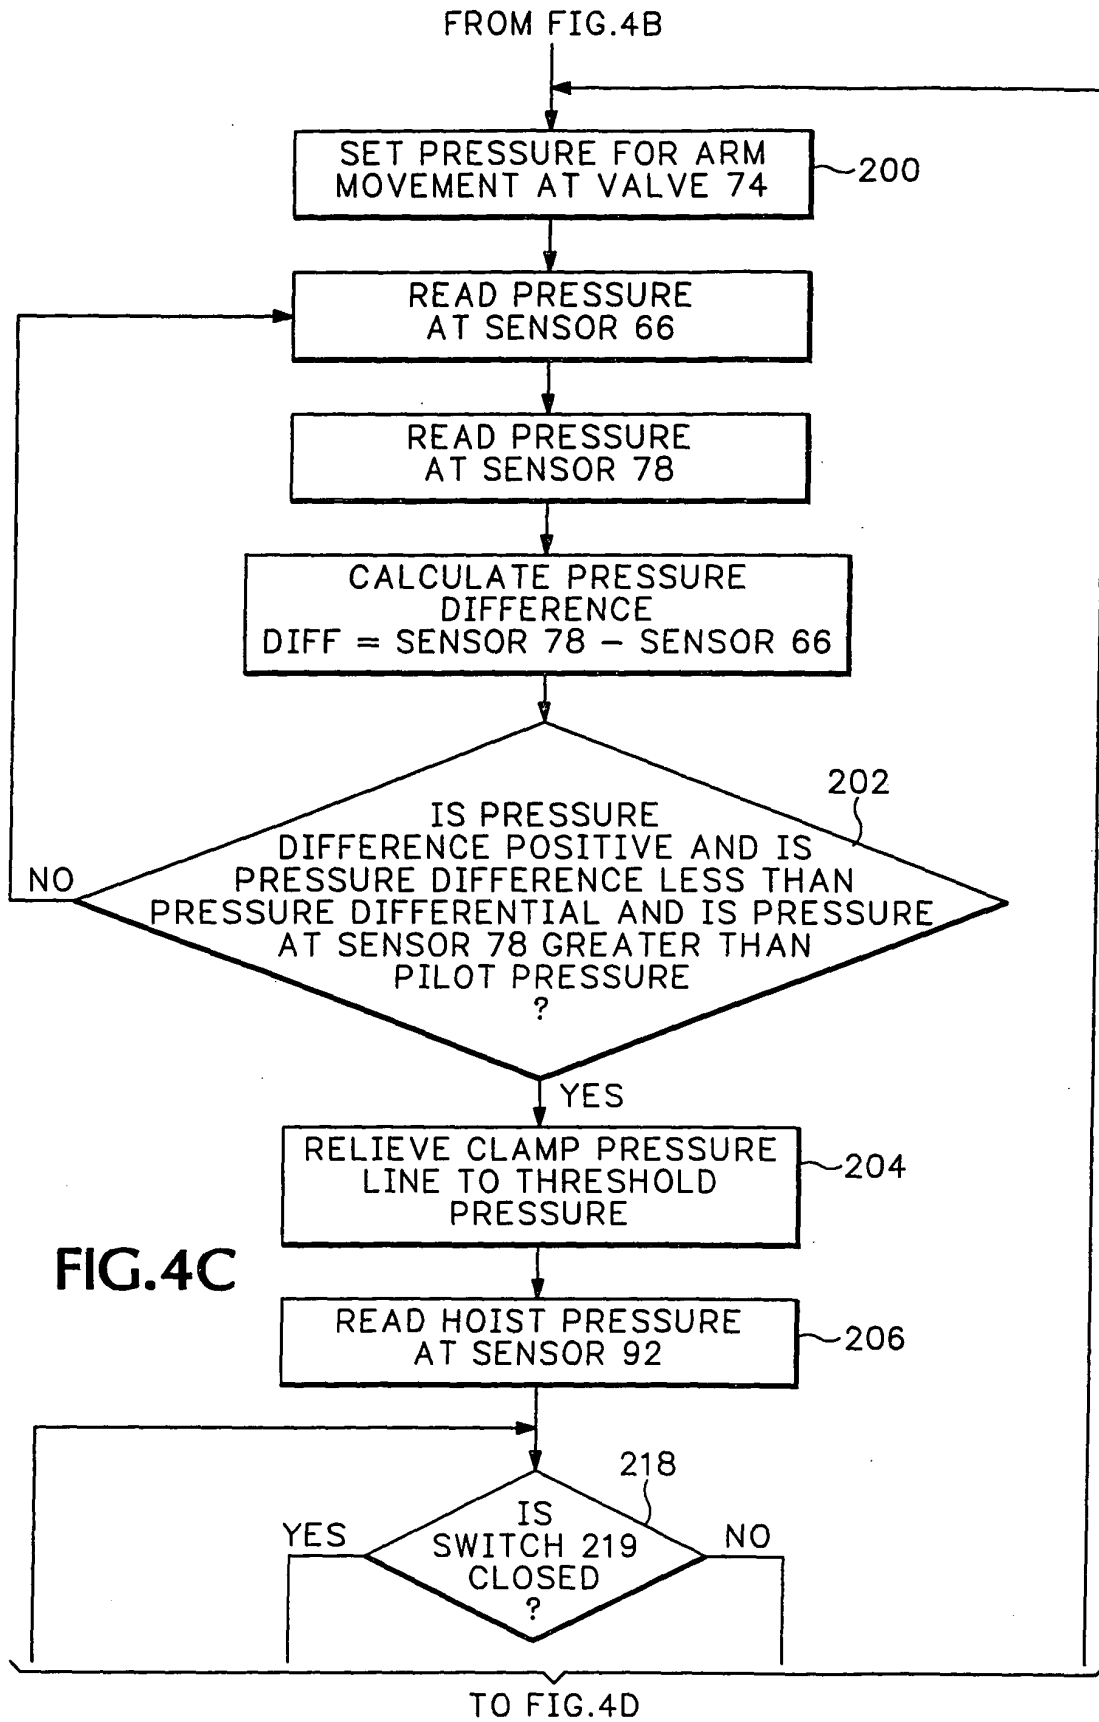 FROM FIG.4B
SET PRESSURE FOR ARM
MOVEMENT AT VALVE 74
200
READ PRESSURE
AT SENSOR 66
READ PRESSURE
AT SENSOR 78
CALCULATE PRESSURE
DIFFERENCE
DIFF = SENSOR 78 – SENSOR 66
202
IS PRESSURE
DIFFERENCE POSITIVE AND IS
PRESSURE DIFFERENCE LESS THAN
PRESSURE DIFFERENTIAL AND IS PRESSURE
AT SENSOR 78 GREATER THAN
PILOT PRESSURE
?
NO
YES
RELIEVE CLAMP PRESSURE
LINE TO THRESHOLD
PRESSURE
204
FIG.4C
READ HOIST PRESSURE
AT SENSOR 92
206
218
IS
SWITCH 219
CLOSED
?
YES
NO
TO FIG.4D